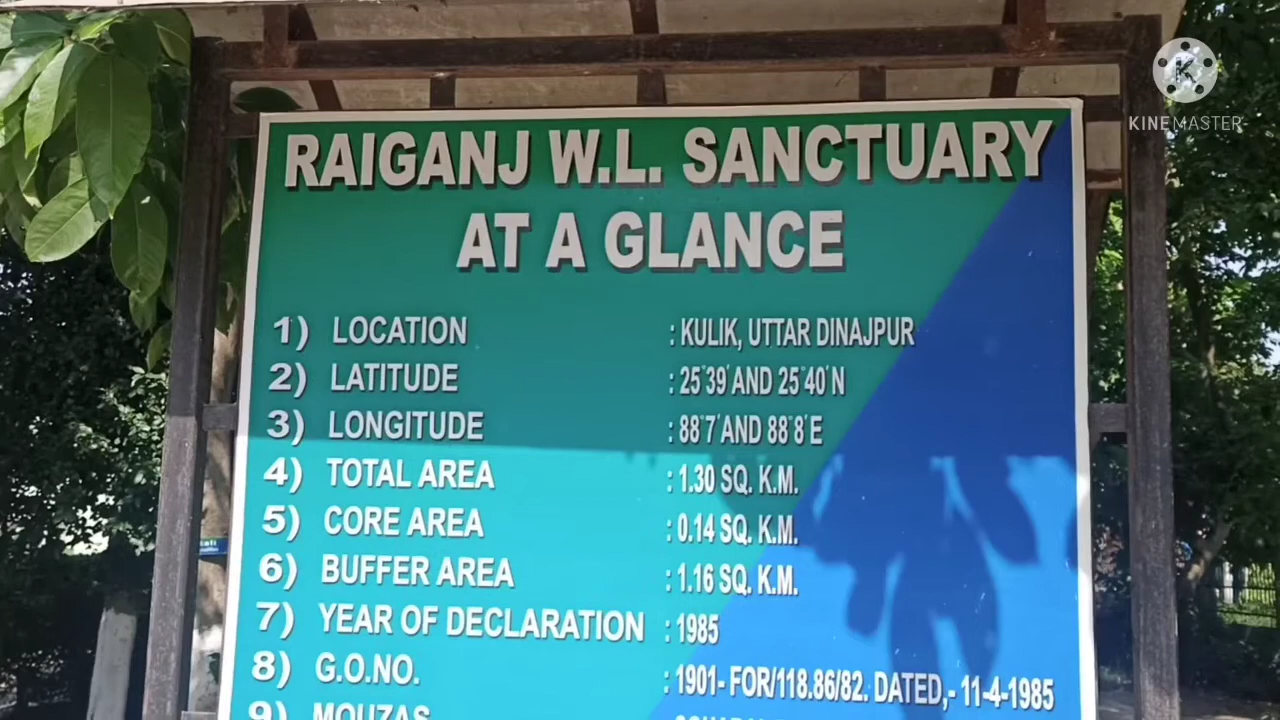 KINEMASTER
RAIGANJ W.L. SANCTUARY
AT A GLANCE
1) LOCATION : KULIK, UTTAR DINAJPUR
2) LATITUDE : 25°39' AND 25°40' N
3) LONGITUDE : 88°7' AND 88°8' E
4) TOTAL AREA : 1.30 SQ. K.M.
5) CORE AREA : 0.14 SQ. K.M.
6) BUFFER AREA : 1.16 SQ. K.M.
7) YEAR OF DECLARATION : 1985
8) G.O.NO. : 1901- FOR/118.86/82. DATED,- 11-4-1985
9) MOUZAS